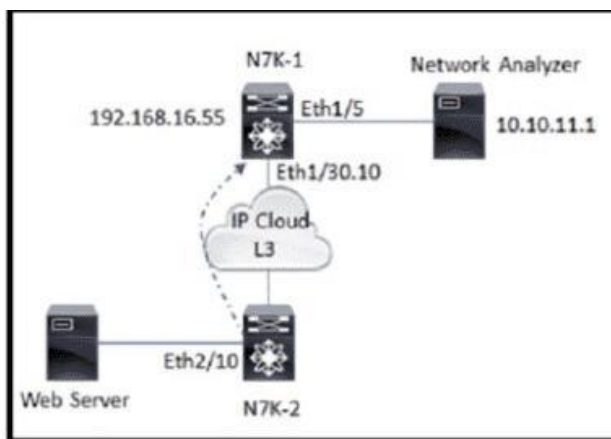 N7K-1
Network Analyzer
192.168.16.55
Eth1/5
10.10.11.1
Eth1/30.10
IP Cloud
L3
Eth2/10
Web Server
N7K-2